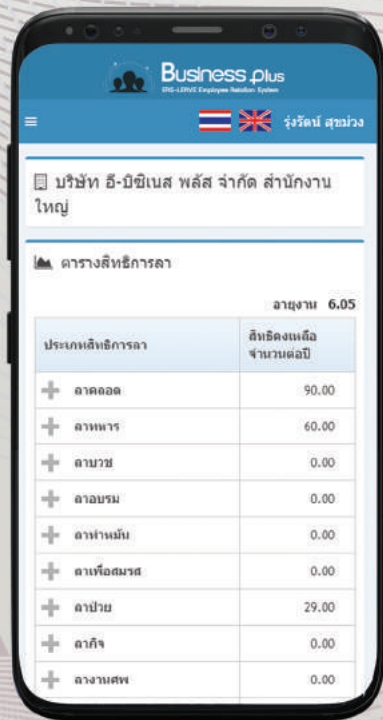 Business Plus
ERS-LEAVE Employee Relation System
รุ่งรัตน์ สุขม่วง
บริษัท อี-บิซิเนส พลัส จำกัด สำนักงาน
ใหญ่
ตารางสิทธิการลา
อายุงาน 6.05
ประเภทสิทธิการลา
สิทธิคงเหลือ
จำนวนต่อปี
ลาคลอด 90.00
ลาทหาร 60.00
ลาบวช 0.00
ลาอบรม 0.00
ลาทำหมัน 0.00
ลาเพื่อสมรส 0.00
ลาป่วย 29.00
ลากิจ 0.00
ลางานศพ 0.00